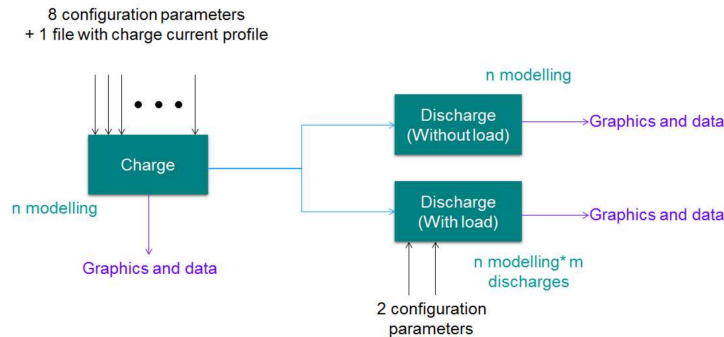 8 configuration parameters
+ 1 file with charge current profile
Charge
n modelling
Graphics and data
n modelling
Discharge
(Without load)
Graphics and data
Discharge
(With load)
Graphics and data
n modelling* m
discharges
2 configuration
parameters